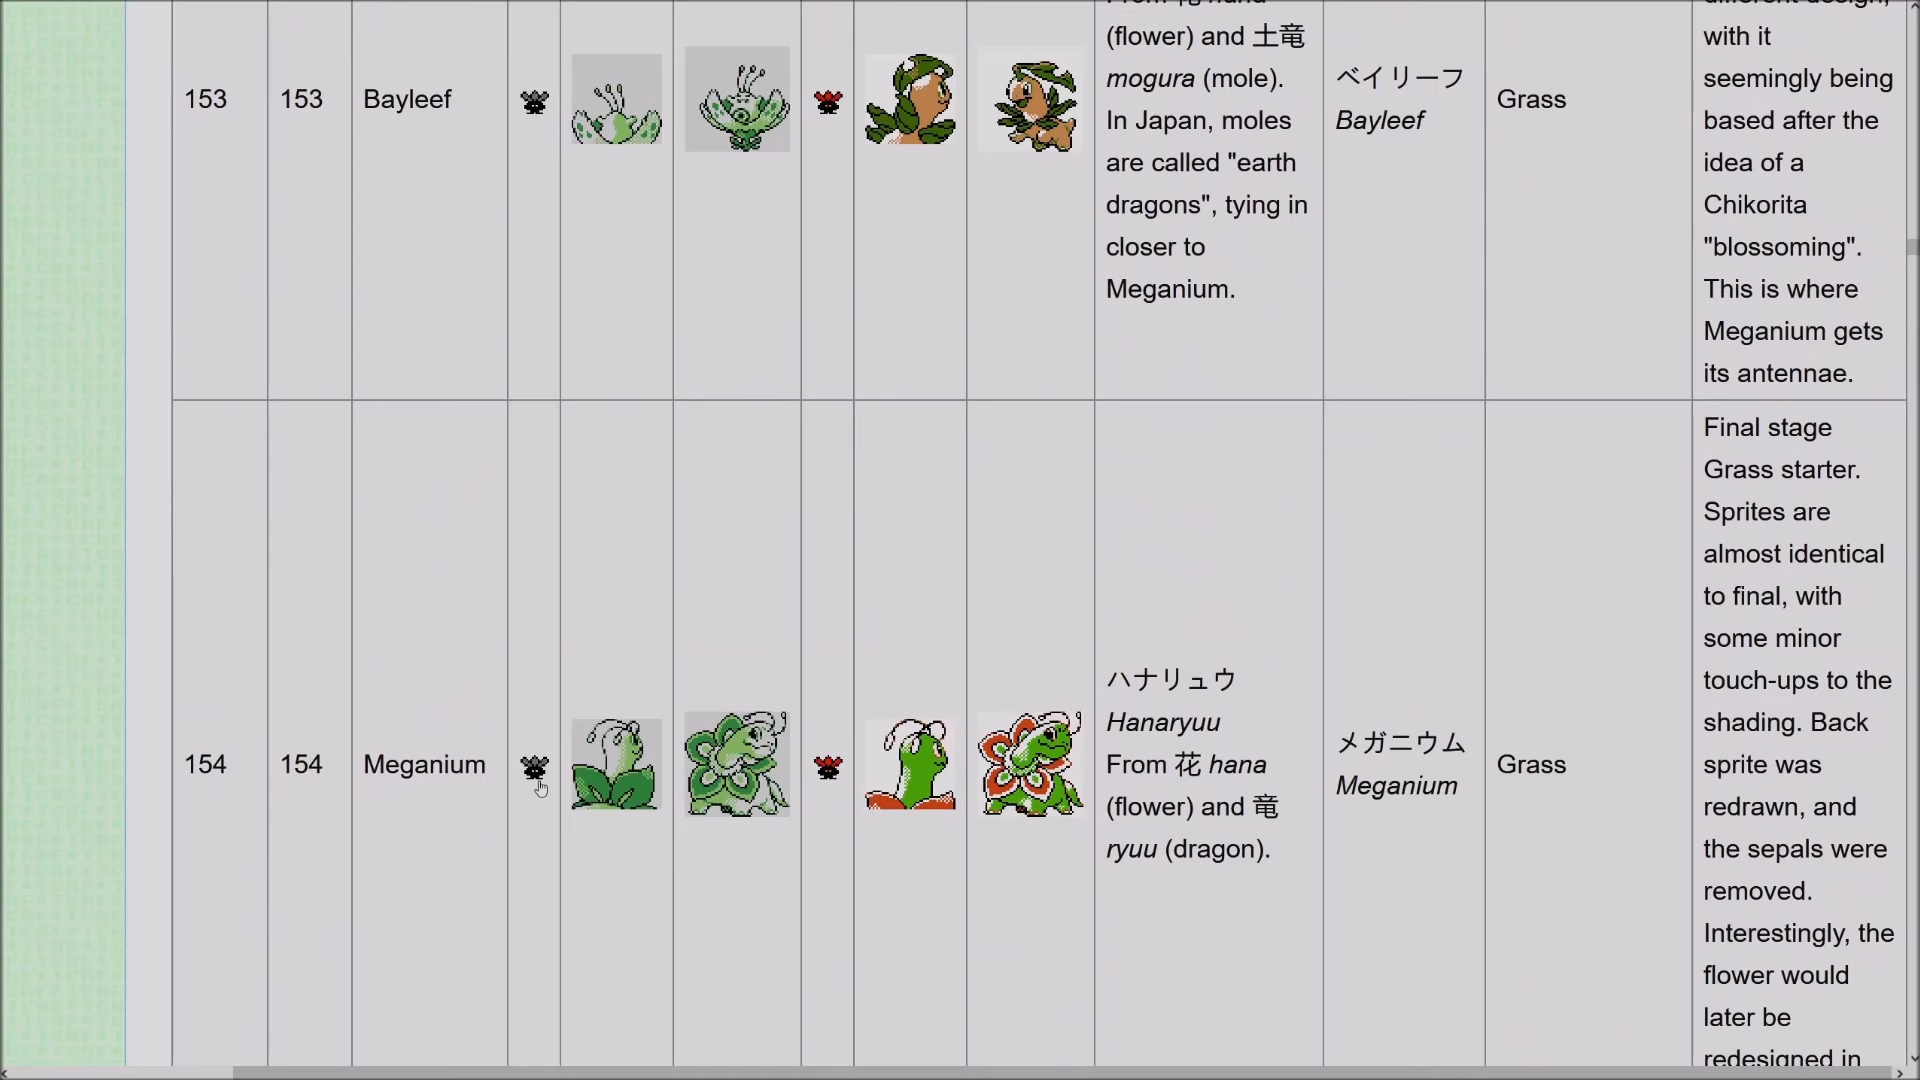 153
153
Bayleef
(flower) and 土竜
mogura (mole).
In Japan, moles
are called "earth
dragons", tying in
closer to
Meganium.
ベイリーフ
Bayleef
Grass
different design,
with it
seemingly being
based after the
idea of a
Chikorita
"blossoming".
This is where
Meganium gets
its antennae.
154
154
Meganium
ハナリュウ
Hanaryuu
From 花 hana
(flower) and 竜
ryuu (dragon).
メガニウム
Meganium
Grass
Final stage
Grass starter.
Sprites are
almost identical
to final, with
some minor
touch-ups to the
shading. Back
sprite was
redrawn, and
the sepals were
removed.
Interestingly, the
flower would
later be
redesigned in